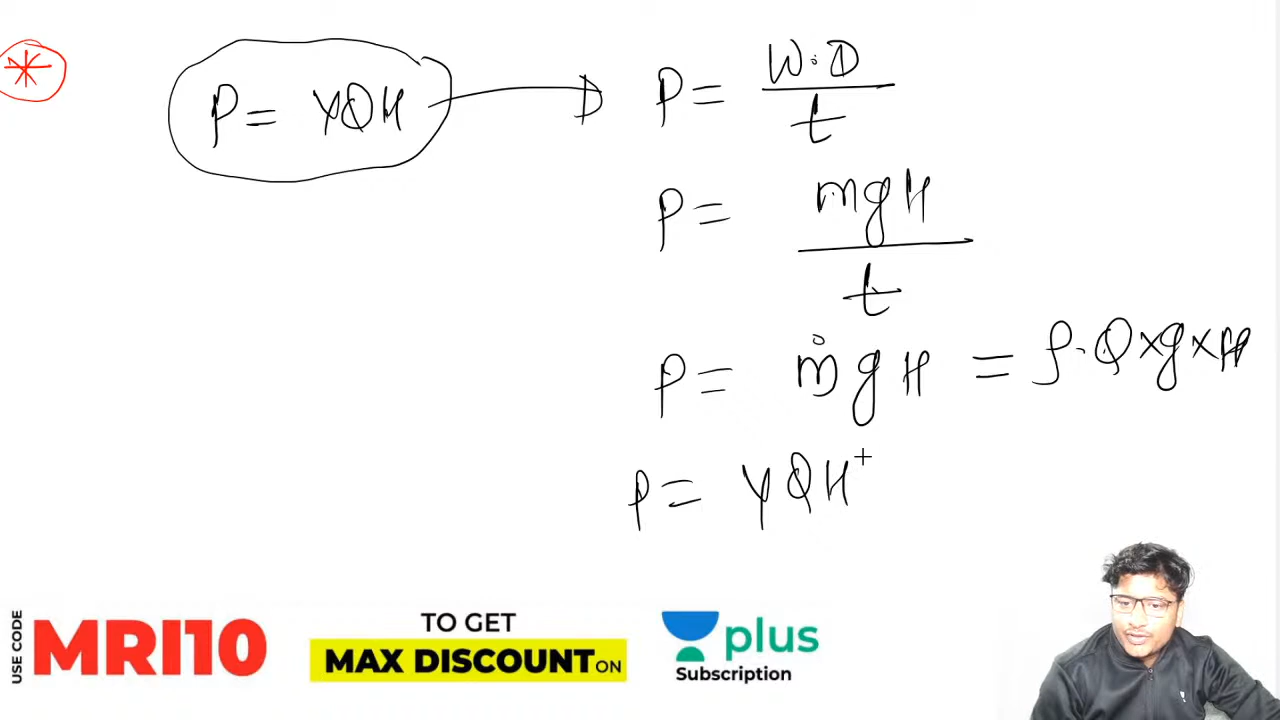 *
P = γQH → P = W.D / t
P = mgH / t
P = ṁgH = ρ.Q×g×H
P = γQH+
USE CODE
MRI10
TO GET
MAX DISCOUNT ON
plus
Subscription